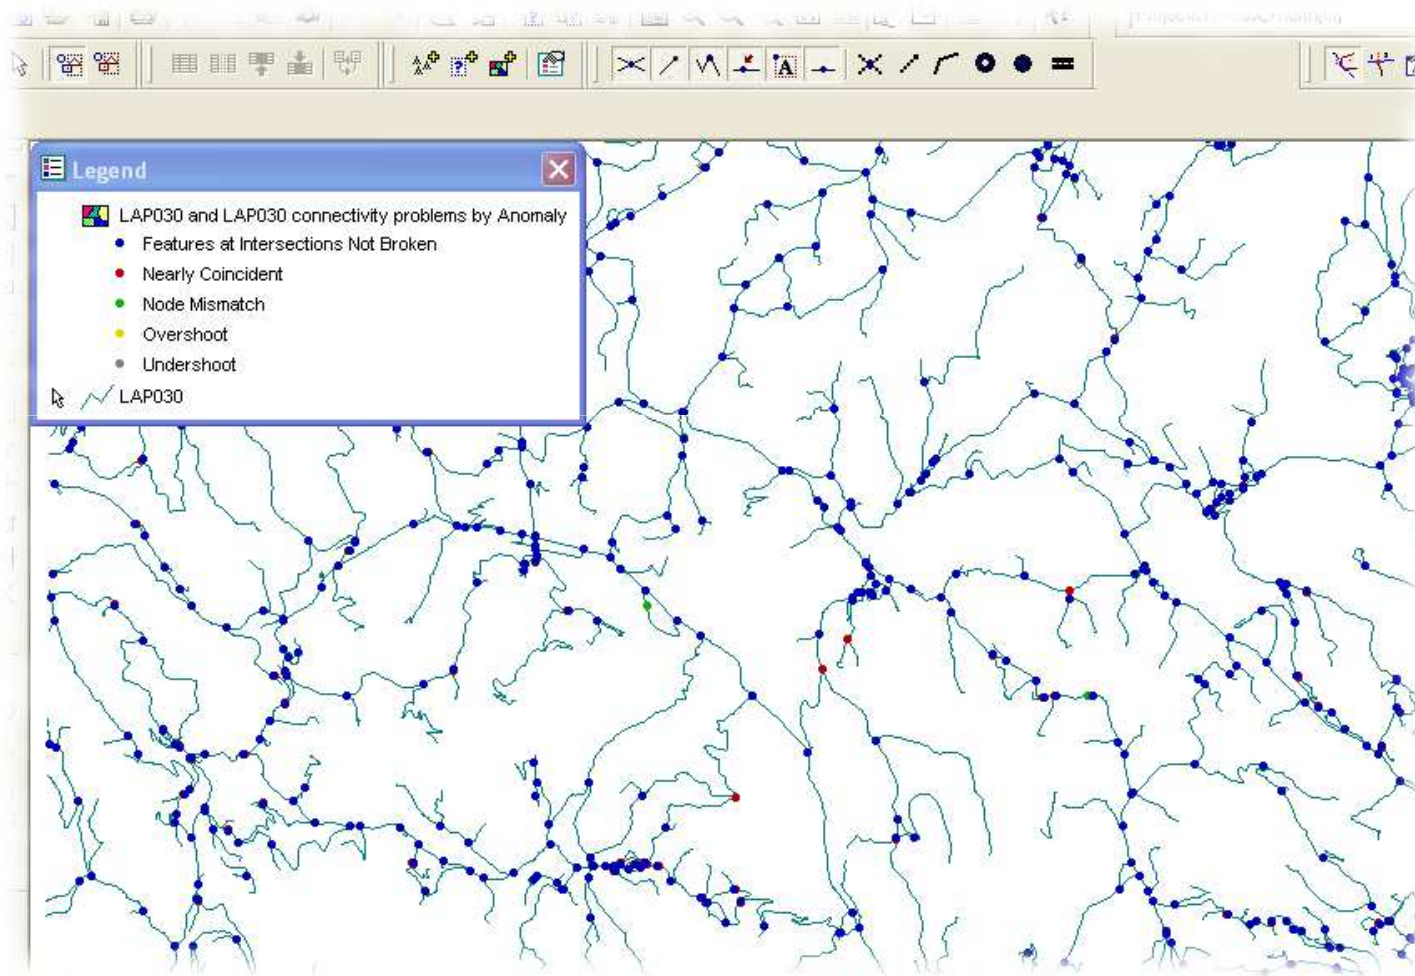 Legend
LAP030 and LAP030 connectivity problems by Anomaly
Features at Intersections Not Broken
Nearly Coincident
Node Mismatch
Overshoot
Undershoot
LAP030